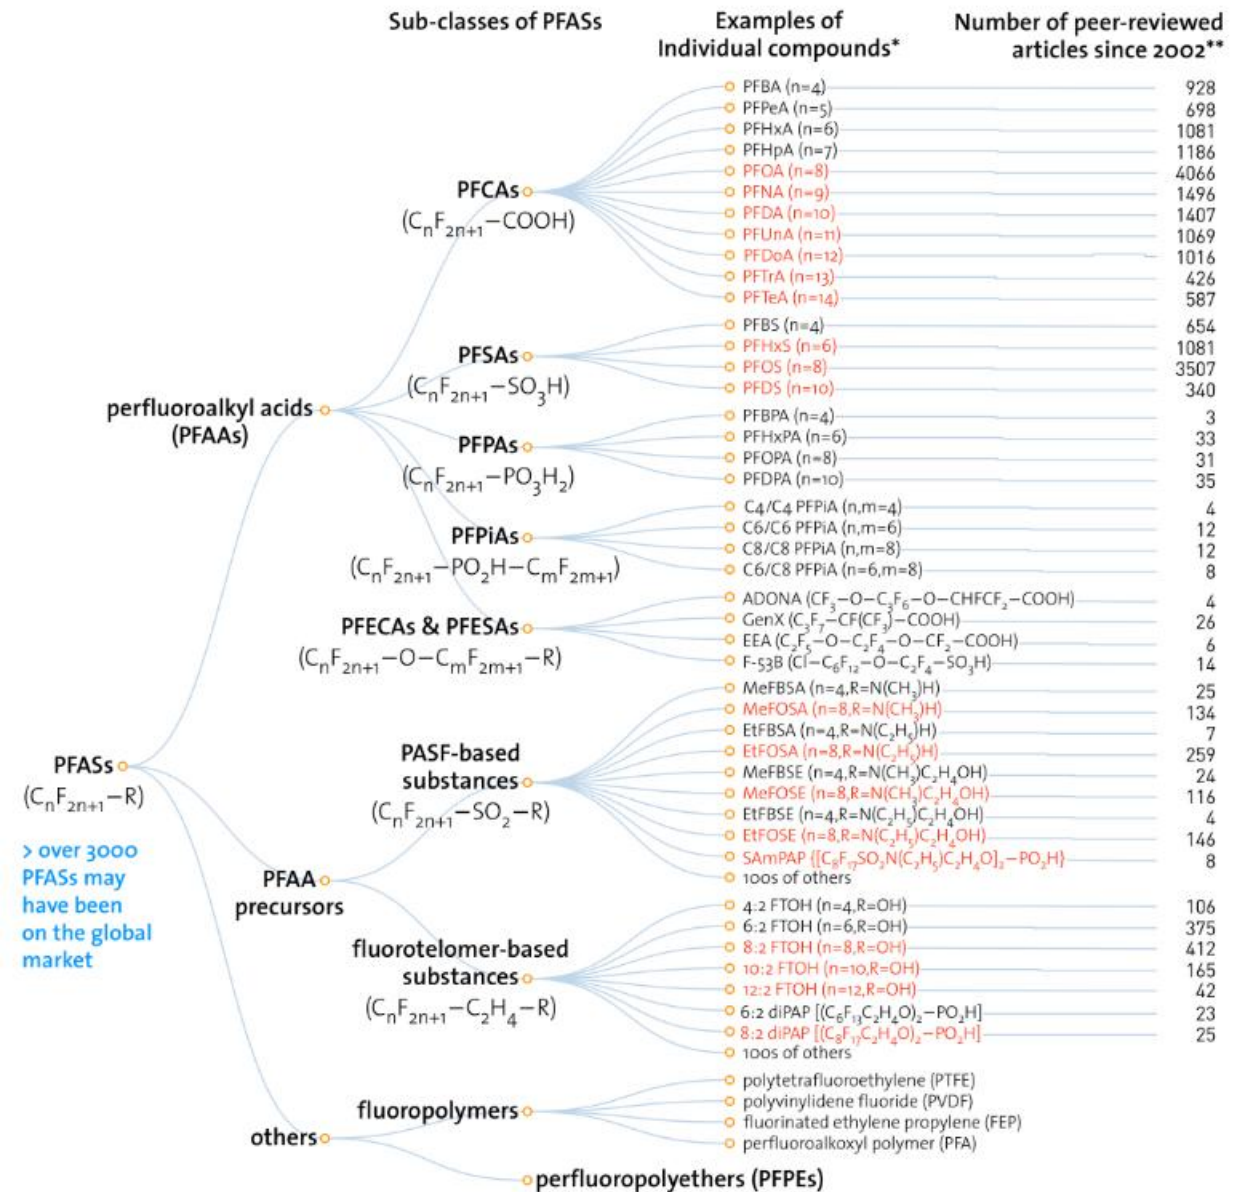 Sub-classes of PFASs
Examples of
Individual compounds*
Number of peer-reviewed
articles since 2002**
PFASs
(CₙF₂ₙ₊₁–R)
> over 3000
PFASs may
have been
on the global
market
perfluoroalkyl acids
(PFAAs)
PFCAs
(CₙF₂ₙ₊₁–COOH)
PFBA (n=4) 928
PFPeA (n=5) 698
PFHxA (n=6) 1081
PFHpA (n=7) 1186
PFOA (n=8) 4066
PFNA (n=9) 1496
PFDA (n=10) 1407
PFUnA (n=11) 1069
PFDoA (n=12) 1016
PFTrA (n=13) 426
PFTeA (n=14) 587
PFSAs
(CₙF₂ₙ₊₁–SO₃H)
PFBS (n=4) 654
PFHxS (n=6) 1081
PFOS (n=8) 3507
PFDS (n=10) 340
PFPAs
(CₙF₂ₙ₊₁–PO₃H₂)
PFBPA (n=4) 3
PFHxPA (n=6) 33
PFOPA (n=8) 31
PFDPA (n=10) 35
PFPiAs
(CₙF₂ₙ₊₁–PO₂H–CₘF₂ₘ₊₁)
C4/C4 PFPiA (n,m=4) 4
C6/C6 PFPiA (n,m=6) 12
C8/C8 PFPiA (n,m=8) 12
C6/C8 PFPiA (n=6,m=8) 8
PFECAs & PFESAs
(CₙF₂ₙ₊₁–O–CₘF₂ₘ₊₁–R)
ADONA (CF₃–O–C₃F₆–O–CHFCF₂–COOH) 4
GenX (C₃F₇–CF(CF₃)–COOH) 26
EEA (C₂F₅–O–C₂F₄–O–CF₂–COOH) 6
F-53B (Cl–C₆F₁₂–O–C₂F₄–SO₃H) 14
PFAA
precursors
PASF-based
substances
(CₙF₂ₙ₊₁–SO₂–R)
MeFBSA (n=4,R=N(CH₃)H) 25
MeFOSA (n=8,R=N(CH₃)H) 134
EtFBSA (n=4,R=N(C₂H₅)H) 7
EtFOSA (n=8,R=N(C₂H₅)H) 259
MeFBSE (n=4,R=N(CH₃)C₂H₄OH) 24
MeFOSE (n=8,R=N(CH₃)C₂H₄OH) 116
EtFBSE (n=4,R=N(C₂H₅)C₂H₄OH) 4
EtFOSE (n=8,R=N(C₂H₅)C₂H₄OH) 146
SAmPAP {[C₈F₁₇SO₂N(C₂H₅)C₂H₄O]₂–PO₂H} 8
100s of others
fluorotelomer-based
substances
(CₙF₂ₙ₊₁–C₂H₄–R)
4:2 FTOH (n=4,R=OH) 106
6:2 FTOH (n=6,R=OH) 375
8:2 FTOH (n=8,R=OH) 412
10:2 FTOH (n=10,R=OH) 165
12:2 FTOH (n=12,R=OH) 42
6:2 diPAP [(C₆F₁₃C₂H₄O)₂–PO₂H] 23
8:2 diPAP [(C₈F₁₇C₂H₄O)₂–PO₂H] 25
100s of others
others
fluoropolymers
polytetrafluoroethylene (PTFE)
polyvinylidene fluoride (PVDF)
fluorinated ethylene propylene (FEP)
perfluoroalkoxyl polymer (PFA)
perfluoropolyethers (PFPEs)